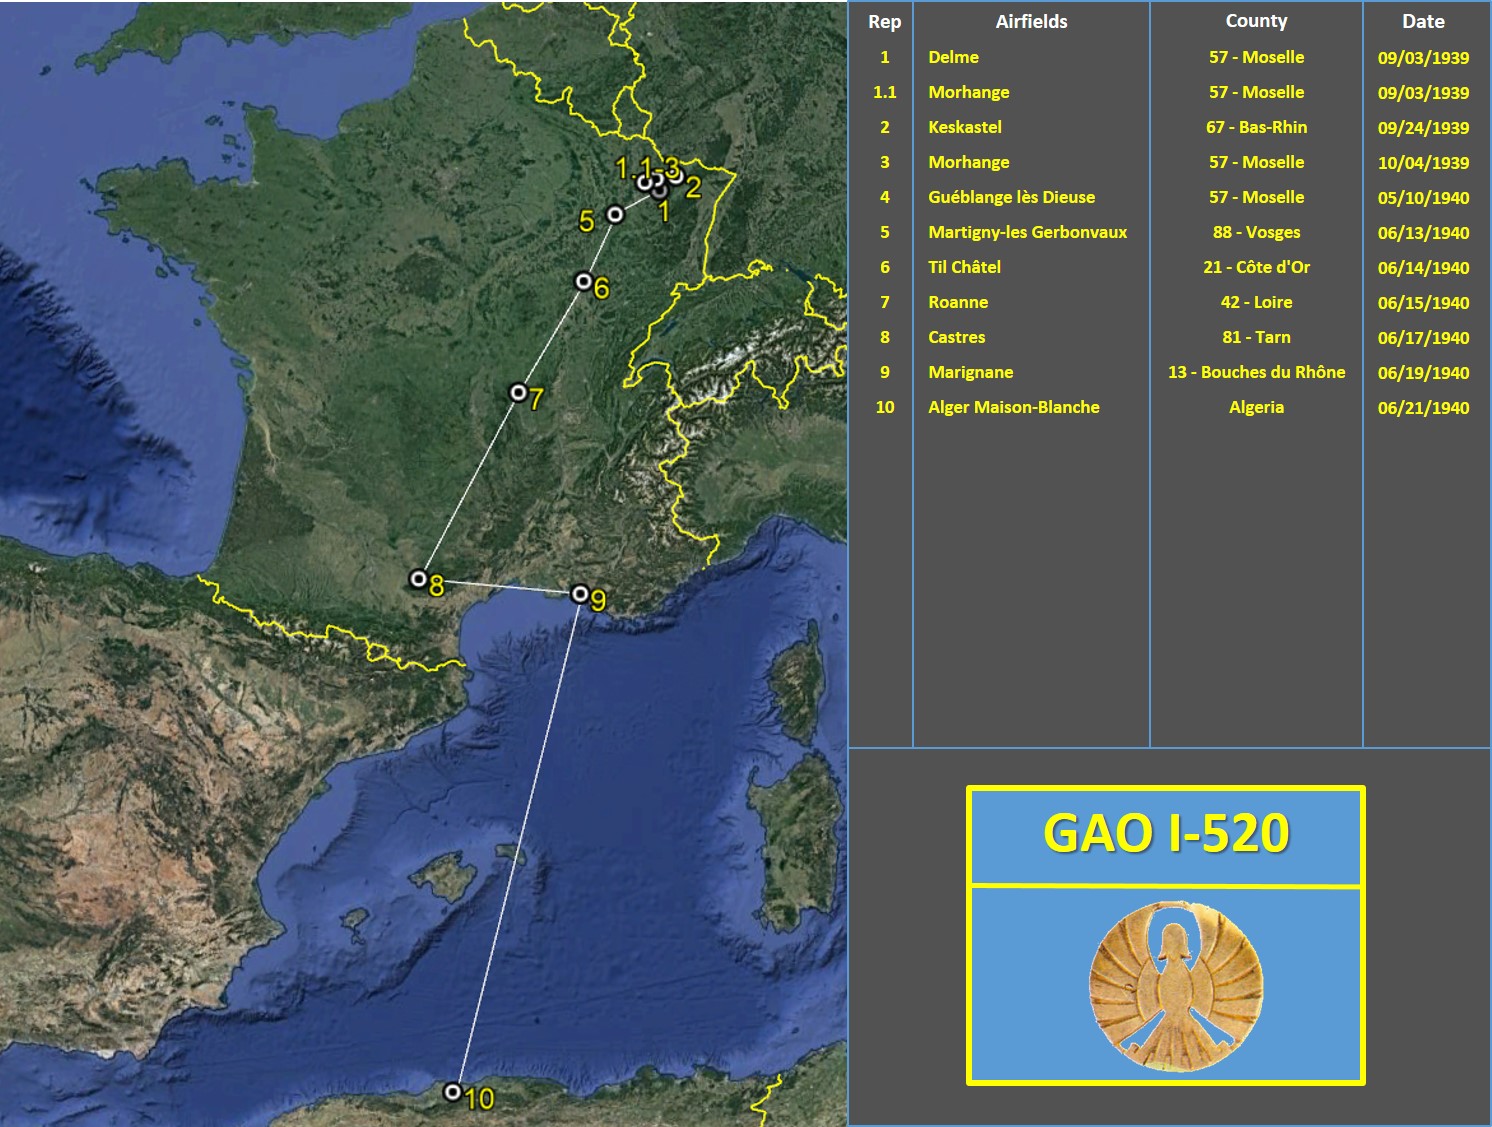 1.1-3
2
1
5
6
7
8
9
10
Rep Airfields County Date
1 Delme 57 - Moselle 09/03/1939
1.1 Morhange 57 - Moselle 09/03/1939
2 Keskastel 67 - Bas-Rhin 09/24/1939
3 Morhange 57 - Moselle 10/04/1939
4 Guéblange lès Dieuse 57 - Moselle 05/10/1940
5 Martigny-les Gerbonvaux 88 - Vosges 06/13/1940
6 Til Châtel 21 - Côte d'Or 06/14/1940
7 Roanne 42 - Loire 06/15/1940
8 Castres 81 - Tarn 06/17/1940
9 Marignane 13 - Bouches du Rhône 06/19/1940
10 Alger Maison-Blanche Algeria 06/21/1940
GAO I-520